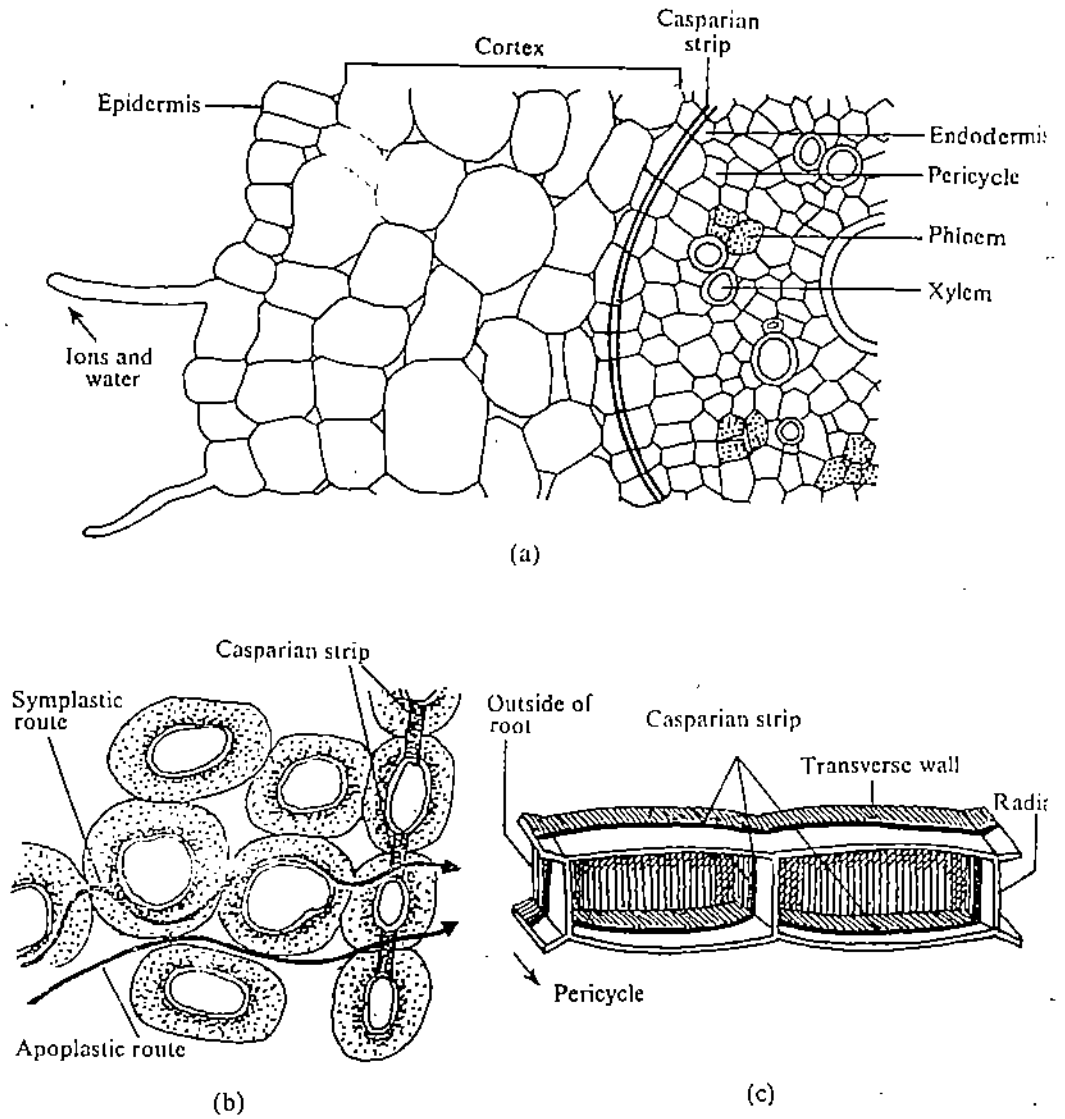 Casparian
strip
Cortex
Epidermis
Endodermis
Pericycle
Phloem
Xylem
Ions and
water
(a)
Casparian strip
Symplastic
route
Apoplastic route
(b)
Outside of
root
Casparian strip
Transverse wall
Radia
Pericycle
(c)